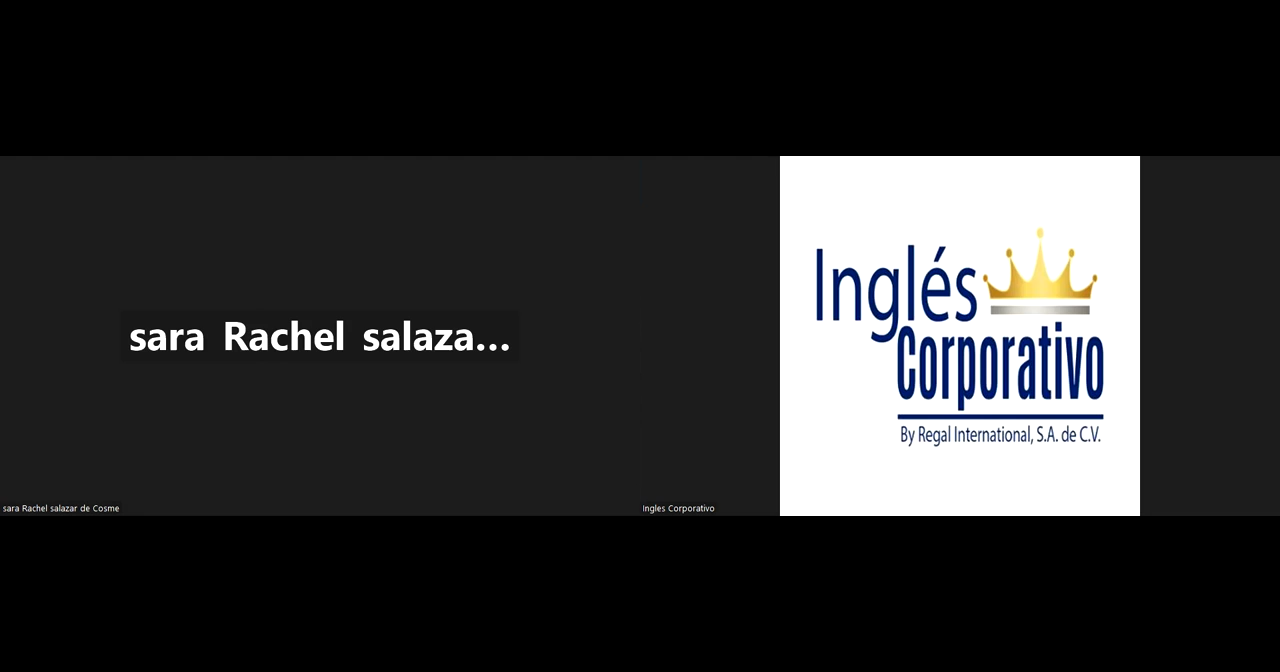 sara Rachel salaza...
sara Rachel salazar de Cosme
Inglés
Corporativo
By Regal International, S.A. de C.V.
Ingles Corporativo